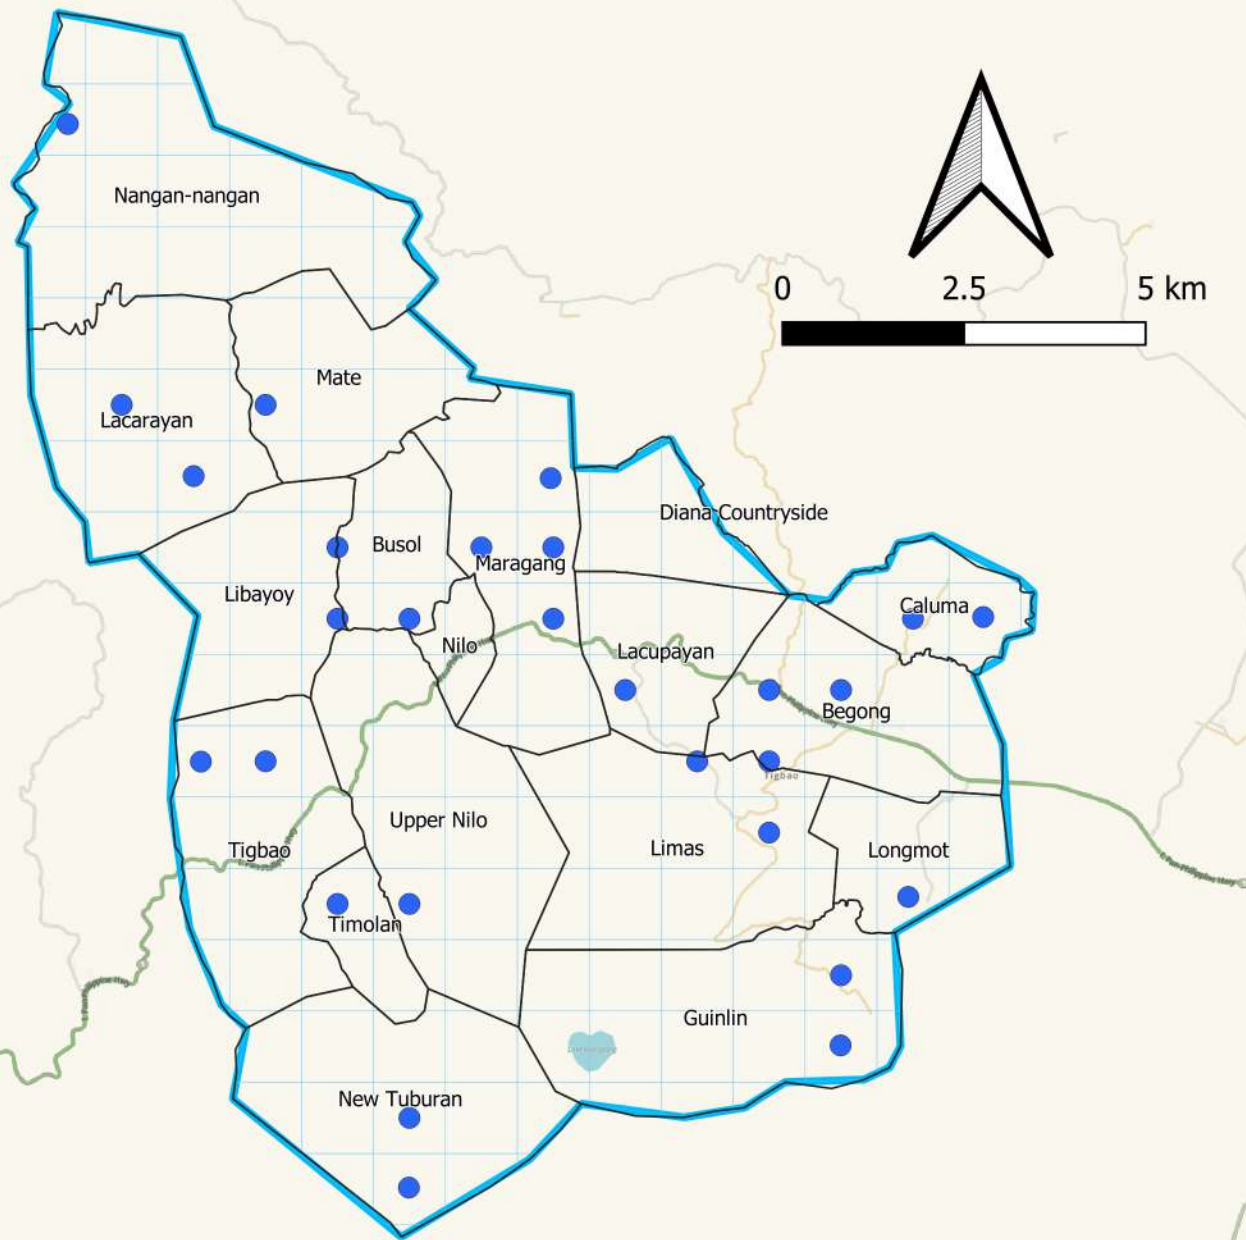 Nangan-nangan
0 2.5 5 km
Mate
Lacarayan
Diana Countryside
Busol
Maragang
Libayoy
Caluma
Nilo
Lacupayan
Begong
Tigbao
Upper Nilo
Tigbao
Limas
Longmot
Timolan
Guinlin
New Tuburan